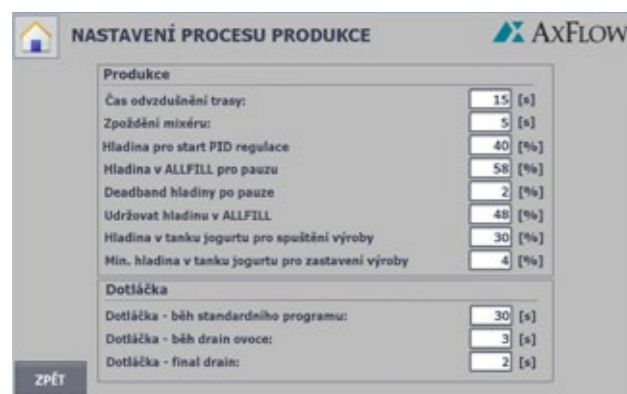 NASTAVENÍ PROCESU PRODUKCE
AXFLOW
Produkce
Čas odvzdušnění trasy: 15 [s]
Zpoždění mixéru: 5 [s]
Hladina pro start PID regulace 40 [%]
Hladina v ALLFILL pro pauzu 58 [%]
Deadband hladiny po pauze 2 [%]
Udržovat hladinu v ALLFILL 48 [%]
Hladina v tanku jogurtu pro spuštění výroby 30 [%]
Min. hladina v tanku jogurtu pro zastavení výroby 4 [%]
Dotláčka
Dotláčka - běh standardního programu: 30 [s]
Dotláčka - běh drain ovoce: 3 [s]
Dotláčka - final drain: 2 [s]
ZPĚT